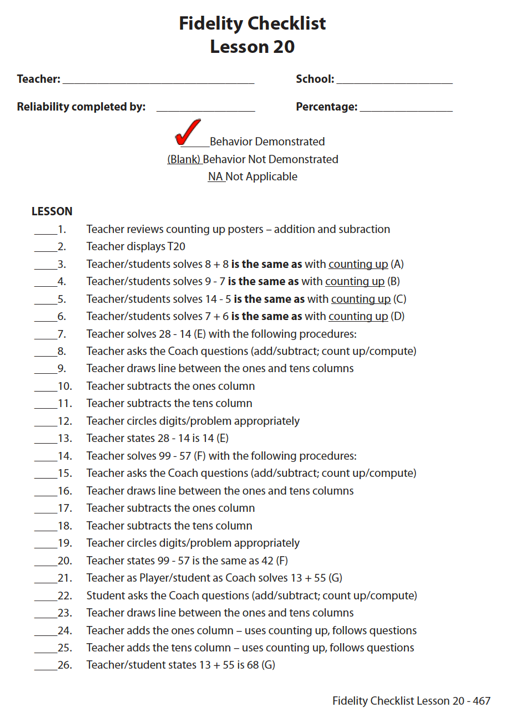 Fidelity Checklist
Lesson 20
Teacher: ________________________________ School: ___________________
Reliability completed by: ________________ Percentage: _______________
_____Behavior Demonstrated
(Blank) Behavior Not Demonstrated
NA Not Applicable
LESSON
____1. Teacher reviews counting up posters – addition and subraction
____2. Teacher displays T20
____3. Teacher/students solves 8 + 8 is the same as with counting up (A)
____4. Teacher/students solves 9 - 7 is the same as with counting up (B)
____5. Teacher/students solves 14 - 5 is the same as with counting up (C)
____6. Teacher/students solves 7 + 6 is the same as with counting up (D)
____7. Teacher solves 28 - 14 (E) with the following procedures:
____8. Teacher asks the Coach questions (add/subtract; count up/compute)
____9. Teacher draws line between the ones and tens columns
____10. Teacher subtracts the ones column
____11. Teacher subtracts the tens column
____12. Teacher circles digits/problem appropriately
____13. Teacher states 28 - 14 is 14 (E)
____14. Teacher solves 99 - 57 (F) with the following procedures:
____15. Teacher asks the Coach questions (add/subtract; count up/compute)
____16. Teacher draws line between the ones and tens columns
____17. Teacher subtracts the ones column
____18. Teacher subtracts the tens column
____19. Teacher circles digits/problem appropriately
____20. Teacher states 99 - 57 is the same as 42 (F)
____21. Teacher as Player/student as Coach solves 13 + 55 (G)
____22. Student asks the Coach questions (add/subtract; count up/compute)
____23. Teacher draws line between the ones and tens columns
____24. Teacher adds the ones column – uses counting up, follows questions
____25. Teacher adds the tens column – uses counting up, follows questions
____26. Teacher/student states 13 + 55 is 68 (G)
Fidelity Checklist Lesson 20 - 467